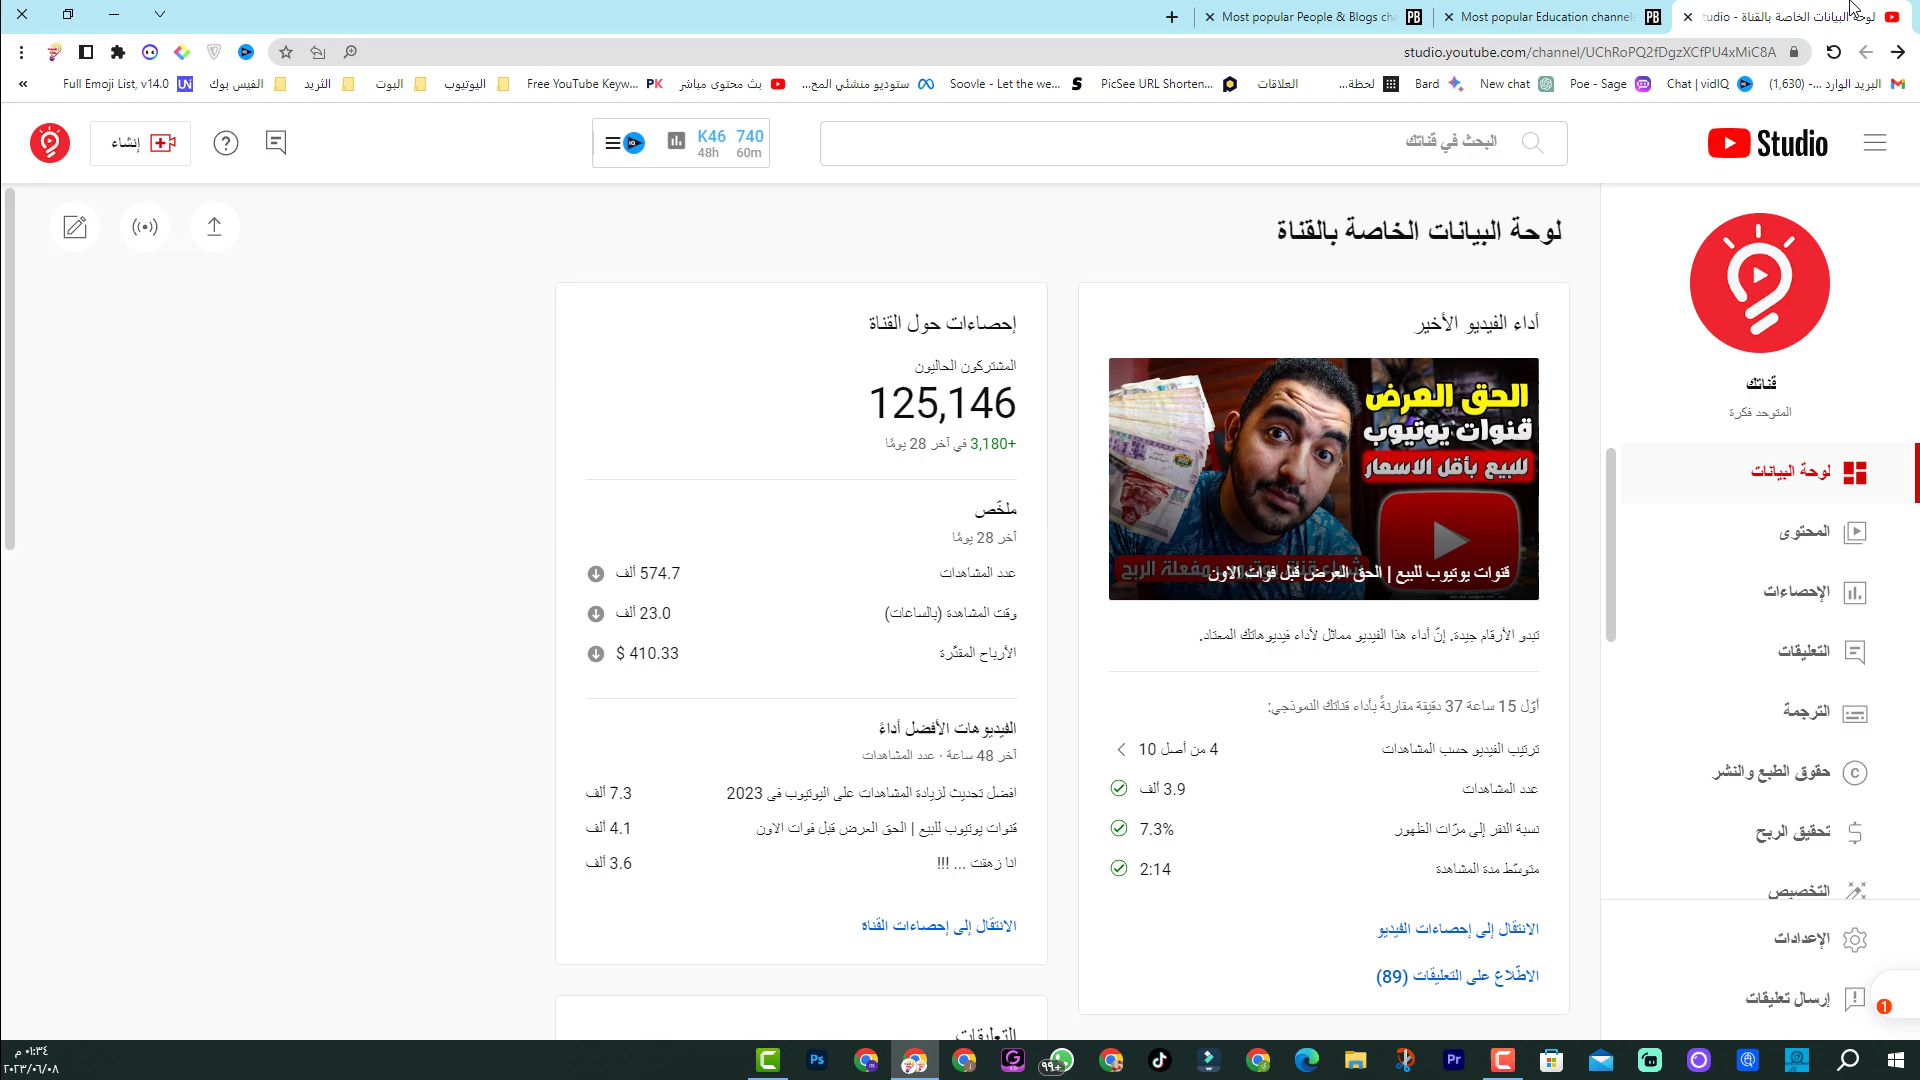 لوحة البيانات الخاصة بالقناة - tudio
Most popular Education channels
Most popular People & Blogs ch
studio.youtube.com/channel/UChRoPQ2fDgzXCfPU4xMiC8A
البريد الوارد ...- (1,630)
Chat | vidIQ
Poe - Sage
New chat
Bard
لحظة...
العلاقات
PicSee URL Shorten...
Soovle - Let the we...
ستوديو منشئي المح...
بث محتوى مباشر
Free YouTube Keyw...
PK
اليوتيوب
البوت
الثريد
الفيس بوك
Full Emoji List, v14.0
Studio
البحث في قناتك
K46 740
48h 60m
إنشاء
لوحة البيانات الخاصة بالقناة
قناتك
المتوحد فكرة
لوحة البيانات
المحتوى
الإحصاءات
التعليقات
الترجمة
حقوق الطبع والنشر
تحقيق الربح
التخصيص
الإعدادات
إرسال تعليقات
1
أداء الفيديو الأخير
الحق العرض
قنوات يوتيوب
للبيع بأقل الاسعار
قنوات يوتيوب للبيع | الحق العرض قبل فوات الاون
تبدو الأرقام جيدة. إنّ أداء هذا الفيديو مماثل لأداء فيديوهاتك المعتاد.
أوّل 15 ساعة 37 دقيقة مقارنةً بأداء قناتك النموذجي:
ترتيب الفيديو حسب المشاهدات 4 من أصل 10
عدد المشاهدات 3.9 ألف
نسبة النقر إلى مرّات الظهور 7.3%
متوسّط مدة المشاهدة 2:14
الانتقال إلى إحصاءات الفيديو
الاطّلاع على التعليقات (89)
إحصاءات حول القناة
المشتركون الحاليون
125,146
+3,180 في آخر 28 يومًا
ملخّص
آخر 28 يومًا
عدد المشاهدات 574.7 ألف
وقت المشاهدة (بالساعات) 23.0 ألف
الأرباح المقدَّرة 410.33 $
الفيديوهات الأفضل أداءً
آخر 48 ساعة · عدد المشاهدات
افضل تحديث لزيادة المشاهدات على اليوتيوب فى 2023 7.3 ألف
قنوات يوتيوب للبيع | الحق العرض قبل فوات الاون 4.1 ألف
انا زهقت ... !!! 3.6 ألف
الانتقال إلى إحصاءات القناة
التعليقات
٠١:٣٤ م
٢٠٢٣/٠٦/٠٨